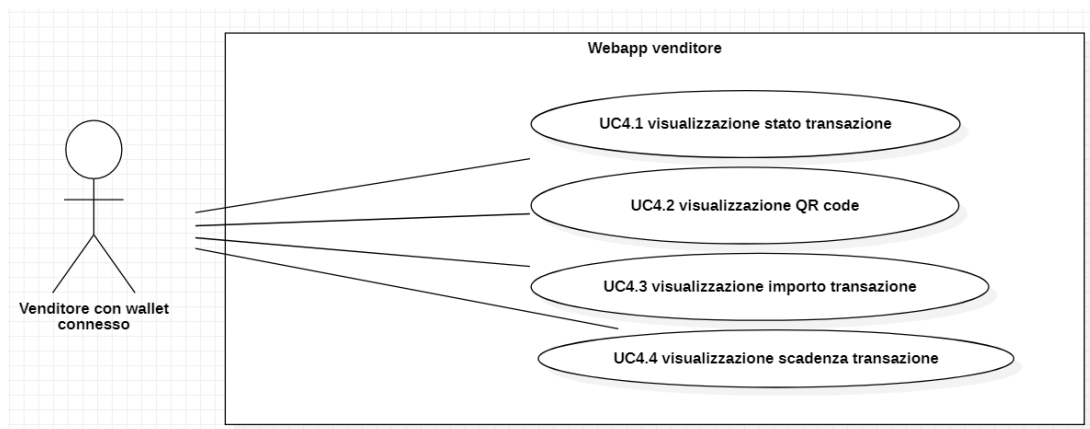 Webapp venditore
UC4.1 visualizzazione stato transazione
UC4.2 visualizzazione QR code
UC4.3 visualizzazione importo transazione
UC4.4 visualizzazione scadenza transazione
Venditore con wallet
connesso